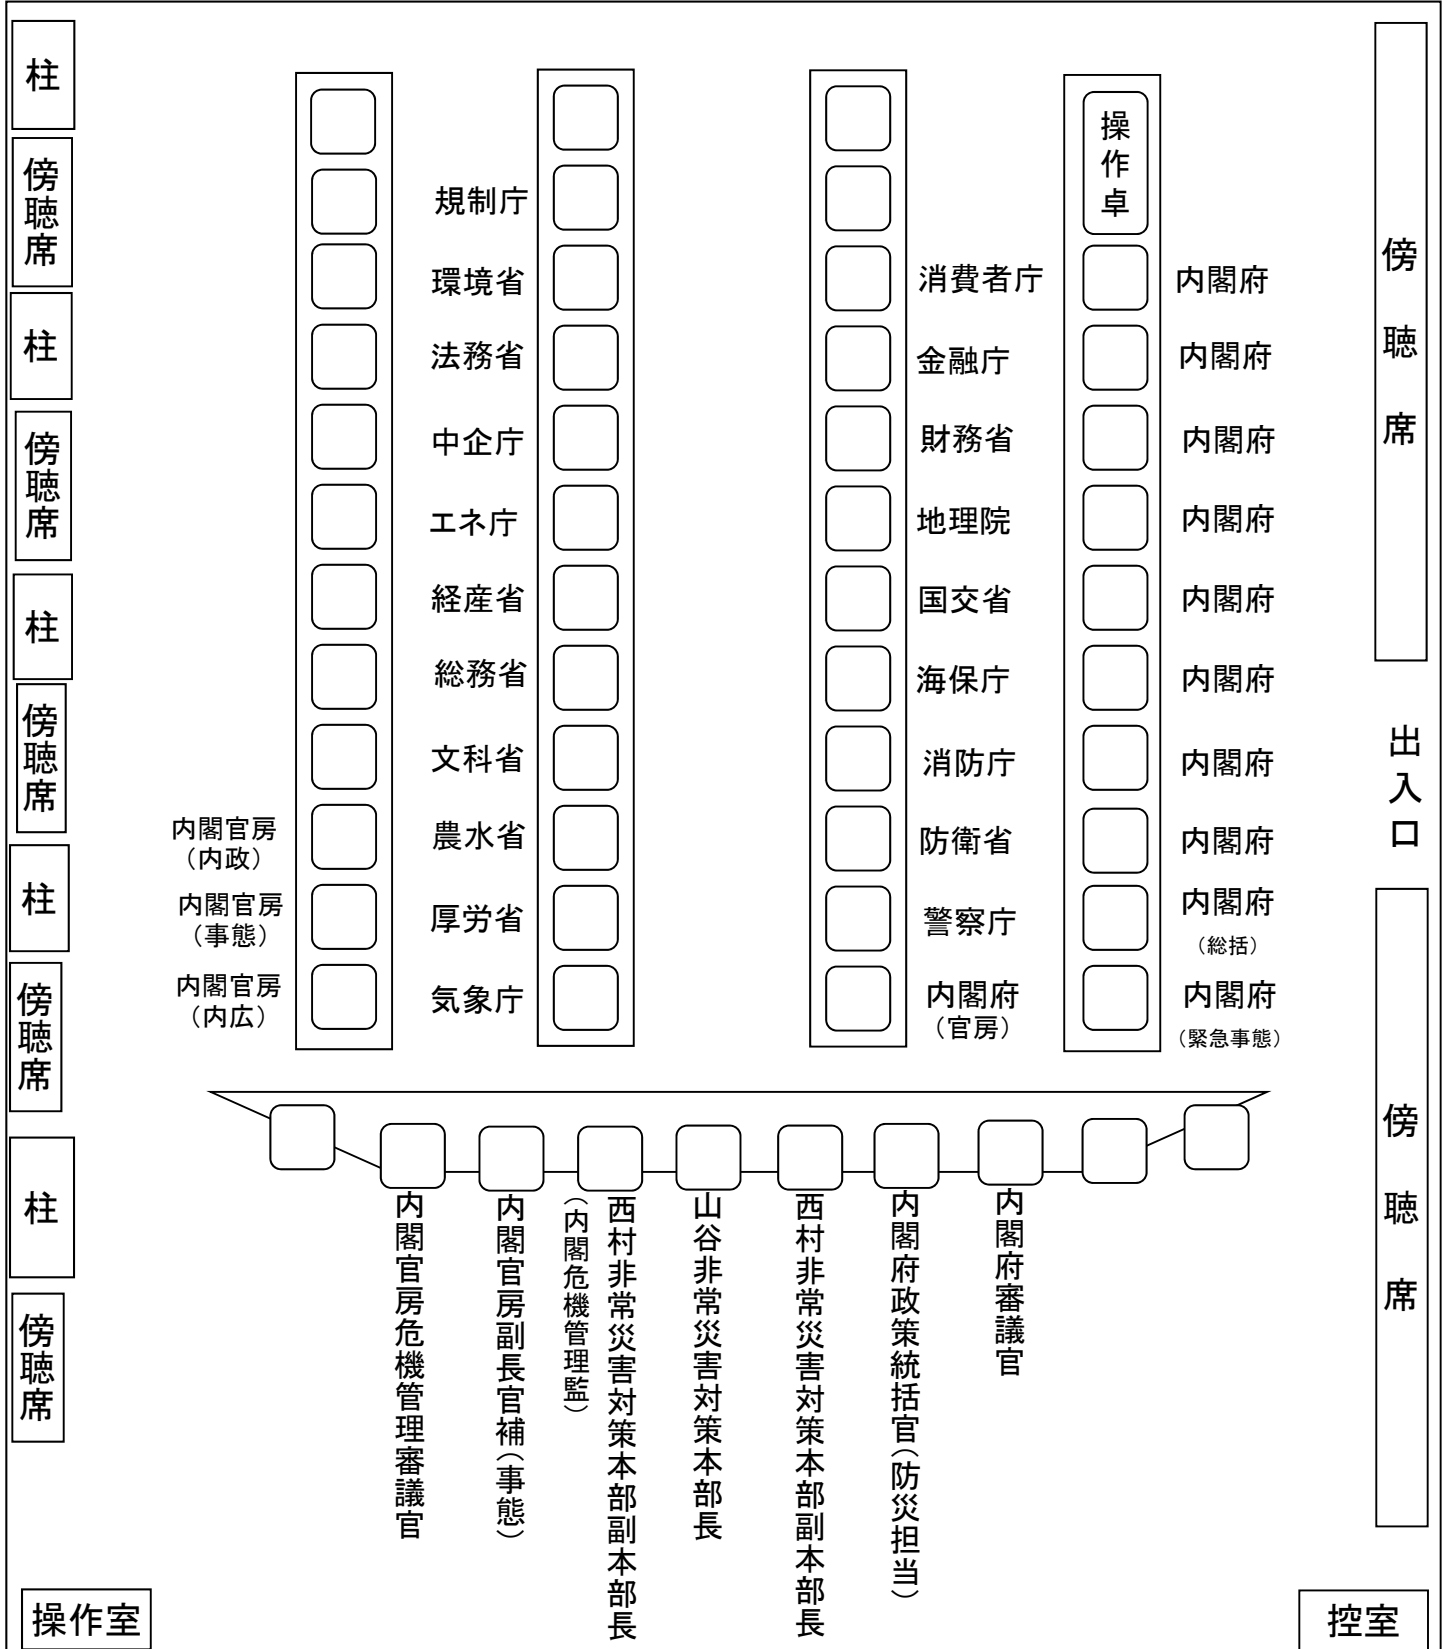 柱
傍聴席
柱
傍聴席
柱
傍聴席
柱
傍聴席
柱
傍聴席
操作室
内閣官房
（内政）
内閣官房
（事態）
内閣官房
（内広）
規制庁
環境省
法務省
中企庁
エネ庁
経産省
総務省
文科省
農水省
厚労省
気象庁
消費者庁
金融庁
財務省
地理院
国交省
海保庁
消防庁
防衛省
警察庁
内閣府
（官房）
操作卓
内閣府
内閣府
内閣府
内閣府
内閣府
内閣府
内閣府
内閣府
内閣府
（総括）
内閣府
（緊急事態）
傍聴席
出入口
傍聴席
内閣官房危機管理審議官
内閣官房副長官補（事態）
西村非常災害対策本部副本部長
（内閣危機管理監）
山谷非常災害対策本部長
西村非常災害対策本部副本部長
内閣府政策統括官（防災担当）
内閣府審議官
控室